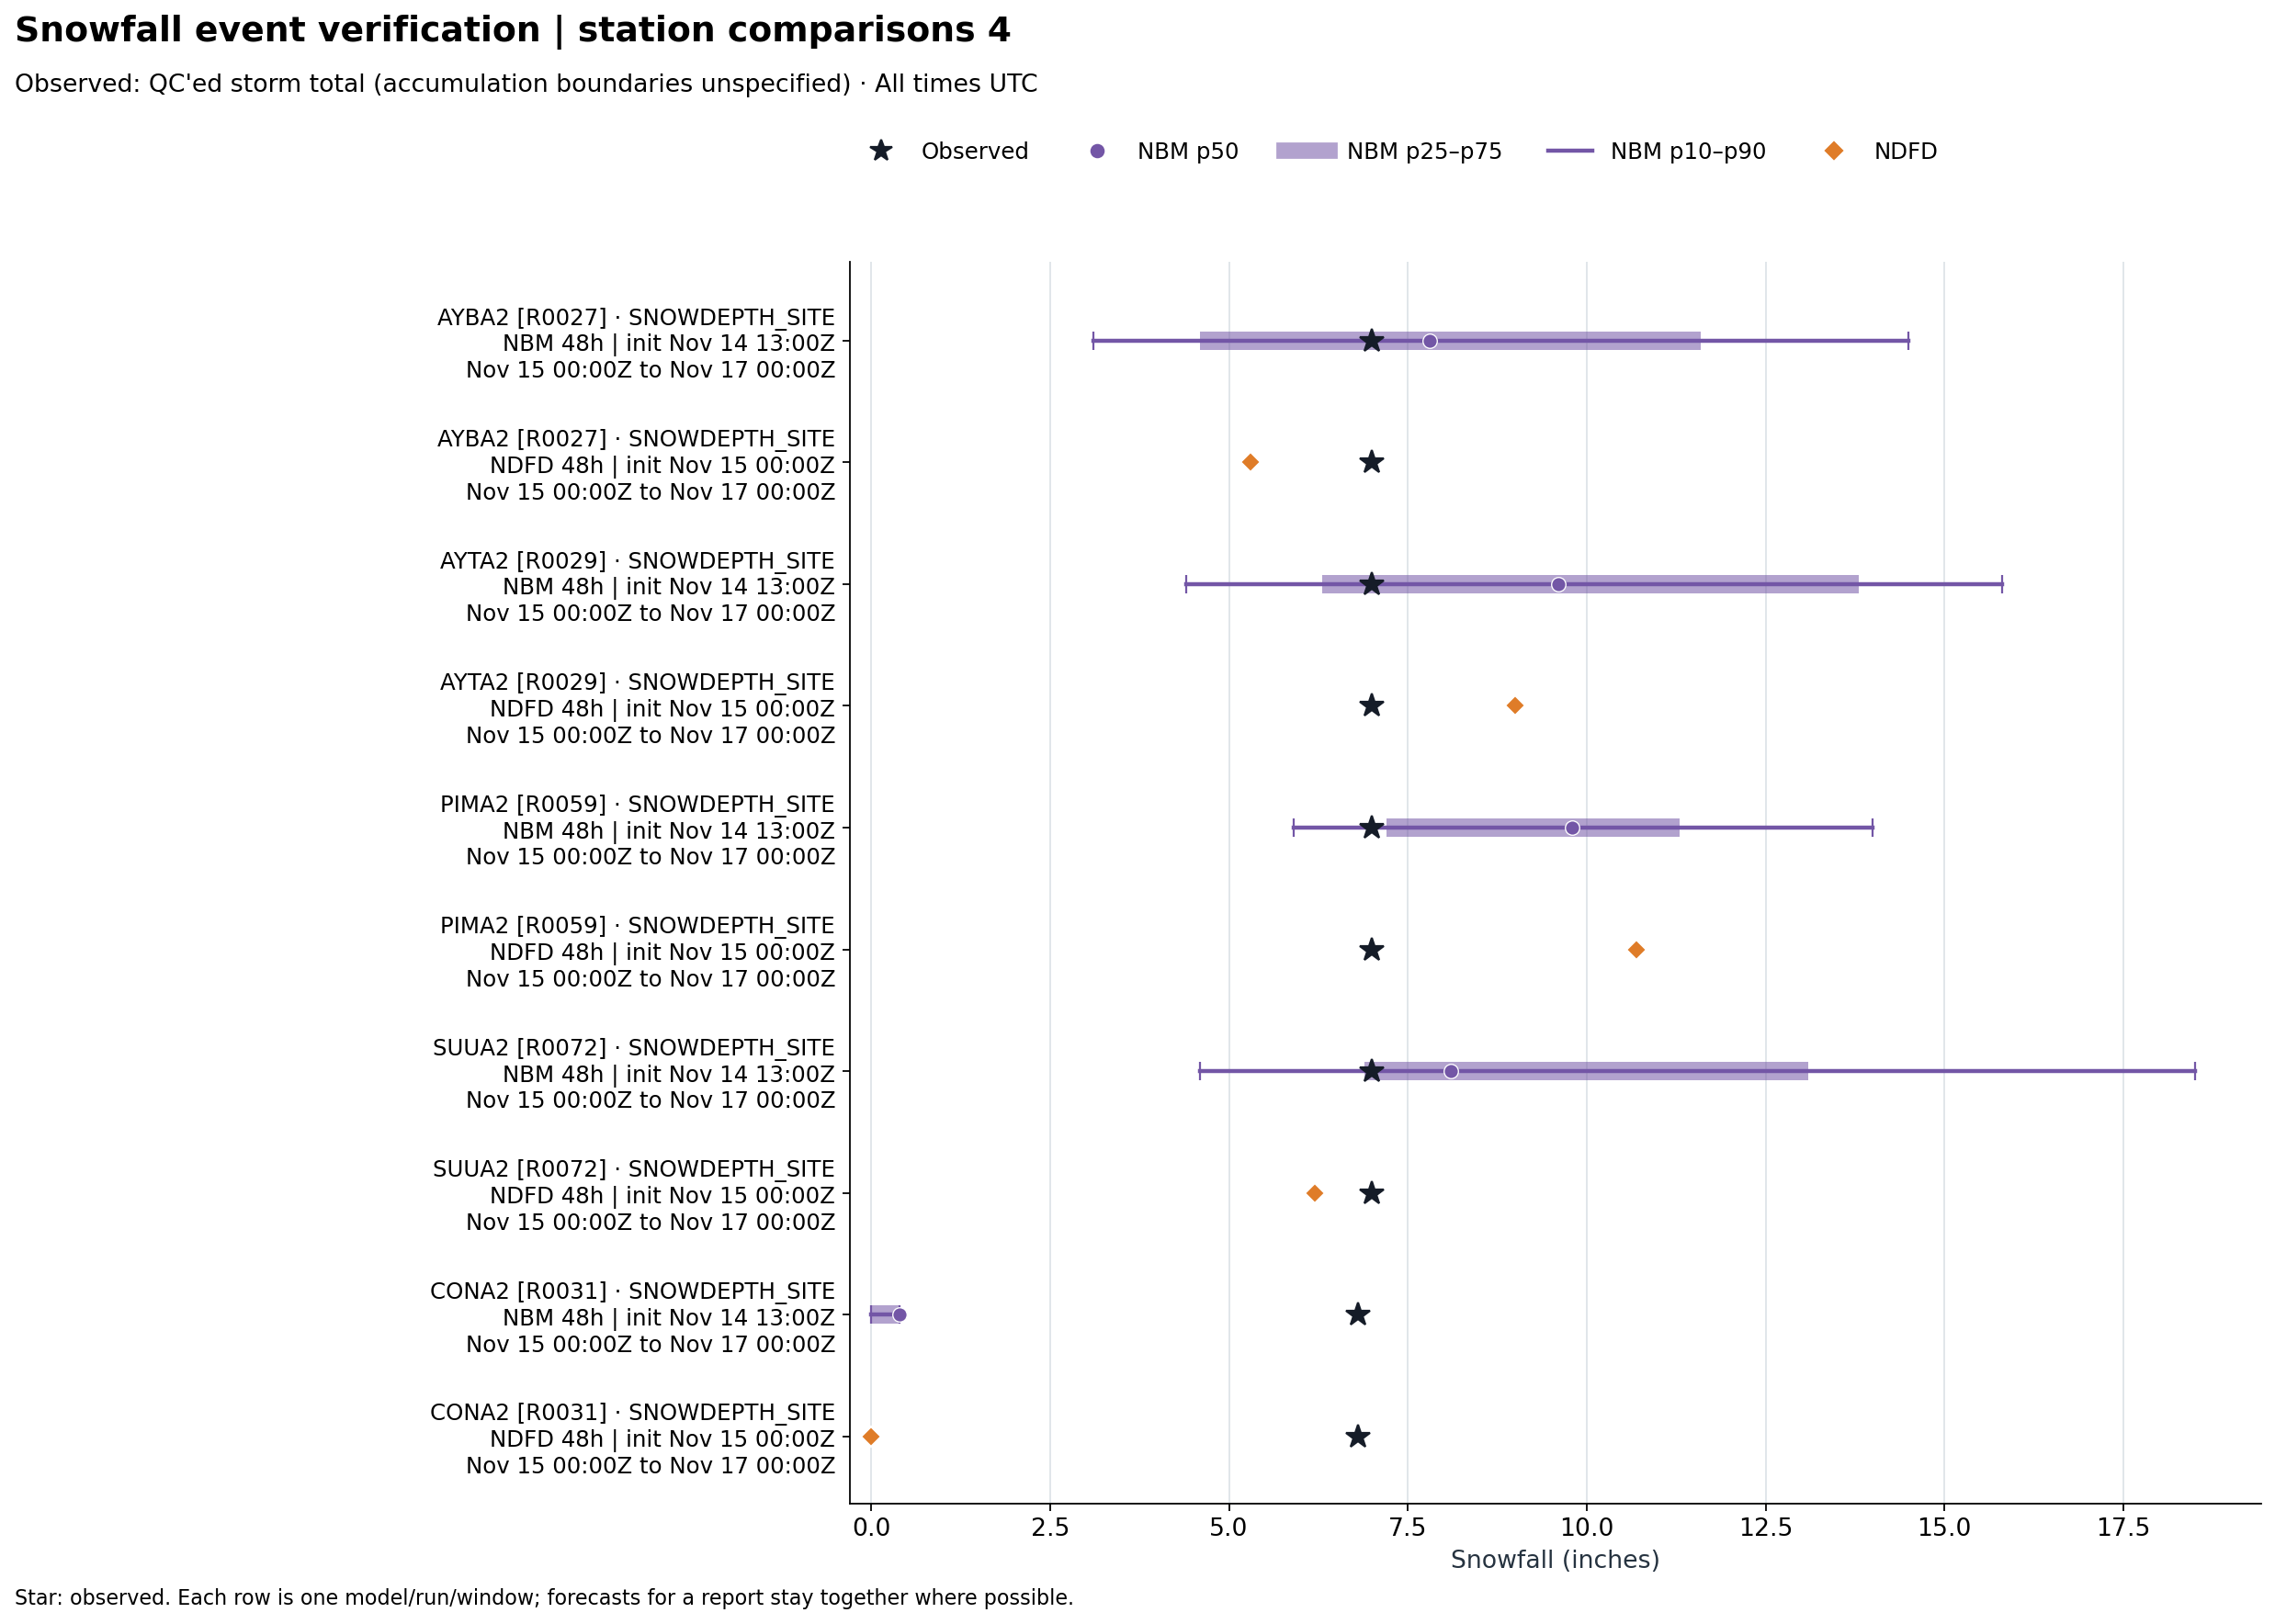 Snowfall event verification | station comparisons 4
Observed: QC'ed storm total (accumulation boundaries unspecified) · All times UTC
Observed
NBM p50
NBM p25–p75
NBM p10–p90
NDFD
AYBA2 [R0027] · SNOWDEPTH_SITE
NBM 48h | init Nov 14 13:00Z
Nov 15 00:00Z to Nov 17 00:00Z
AYBA2 [R0027] · SNOWDEPTH_SITE
NDFD 48h | init Nov 15 00:00Z
Nov 15 00:00Z to Nov 17 00:00Z
AYTA2 [R0029] · SNOWDEPTH_SITE
NBM 48h | init Nov 14 13:00Z
Nov 15 00:00Z to Nov 17 00:00Z
AYTA2 [R0029] · SNOWDEPTH_SITE
NDFD 48h | init Nov 15 00:00Z
Nov 15 00:00Z to Nov 17 00:00Z
PIMA2 [R0059] · SNOWDEPTH_SITE
NBM 48h | init Nov 14 13:00Z
Nov 15 00:00Z to Nov 17 00:00Z
PIMA2 [R0059] · SNOWDEPTH_SITE
NDFD 48h | init Nov 15 00:00Z
Nov 15 00:00Z to Nov 17 00:00Z
SUUA2 [R0072] · SNOWDEPTH_SITE
NBM 48h | init Nov 14 13:00Z
Nov 15 00:00Z to Nov 17 00:00Z
SUUA2 [R0072] · SNOWDEPTH_SITE
NDFD 48h | init Nov 15 00:00Z
Nov 15 00:00Z to Nov 17 00:00Z
CONA2 [R0031] · SNOWDEPTH_SITE
NBM 48h | init Nov 14 13:00Z
Nov 15 00:00Z to Nov 17 00:00Z
CONA2 [R0031] · SNOWDEPTH_SITE
NDFD 48h | init Nov 15 00:00Z
Nov 15 00:00Z to Nov 17 00:00Z
0.0 2.5 5.0 7.5 10.0 12.5 15.0 17.5
Snowfall (inches)
Star: observed. Each row is one model/run/window; forecasts for a report stay together where possible.